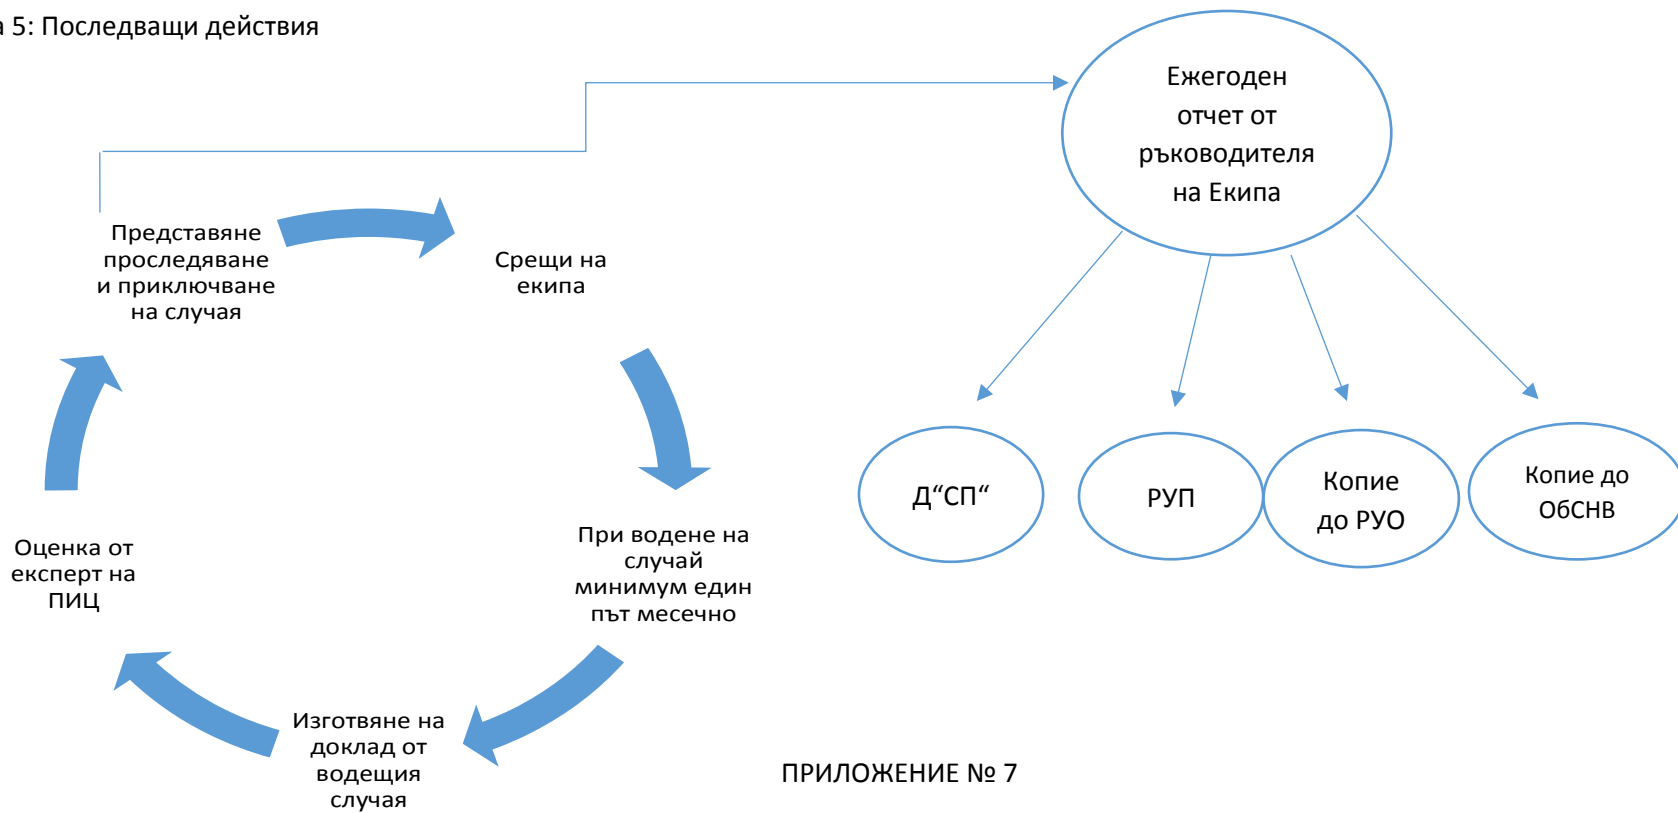 а 5: Последващи действия
Ежегоден
отчет от
ръководителя
на Екипа
Представяне
проследяване
и приключване
на случая
Срещи на
екипа
При водене на
случай
минимум един
път месечно
Изготвяне на
доклад от
водещия
случая
Оценка от
експерт на
ПИЦ
Д“СП“
РУП
Копие
до РУО
Копие до
ОбСНВ
ПРИЛОЖЕНИЕ № 7